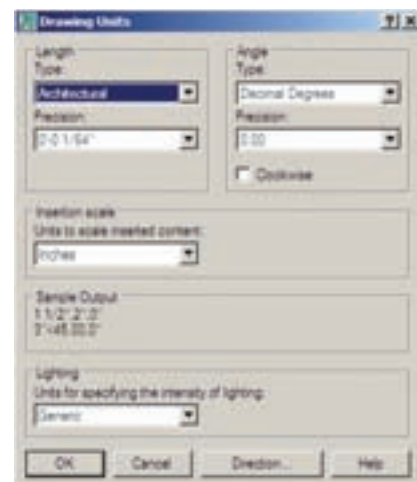 Drawing Units
Length
Type:
Architectural
Precision:
0'-0 1/64"
Angle
Type:
Decimal Degrees
Precision:
0.00
Clockwise
Insertion scale
Units to scale inserted content:
Inches
Sample Output
1 1/2",2",0"
3"<45.00,0"
Lighting
Units for specifying the intensity of lighting:
Generic
OK
Cancel
Direction...
Help